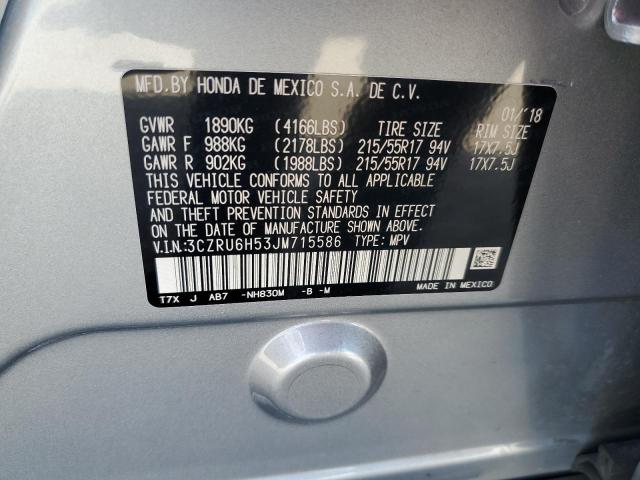 MFD.BY HONDA DE MEXICO S.A. DE C.V.
01/'18
GVWR 1890KG (4166LBS) TIRE SIZE RIM SIZE
GAWR F 988KG (2178LBS) 215/55R17 94V 17X7.5J
GAWR R 902KG (1988LBS) 215/55R17 94V 17X7.5J
THIS VEHICLE CONFORMS TO ALL APPLICABLE
FEDERAL MOTOR VEHICLE SAFETY
AND THEFT PREVENTION STANDARDS IN EFFECT
ON THE DATE OF MANUFACTURE SHOWN ABOVE.
V.I.N:3CZRU6H53JM715586 TYPE: MPV
T7X J AB7 -NH830M -B -M
MADE IN MEXICO